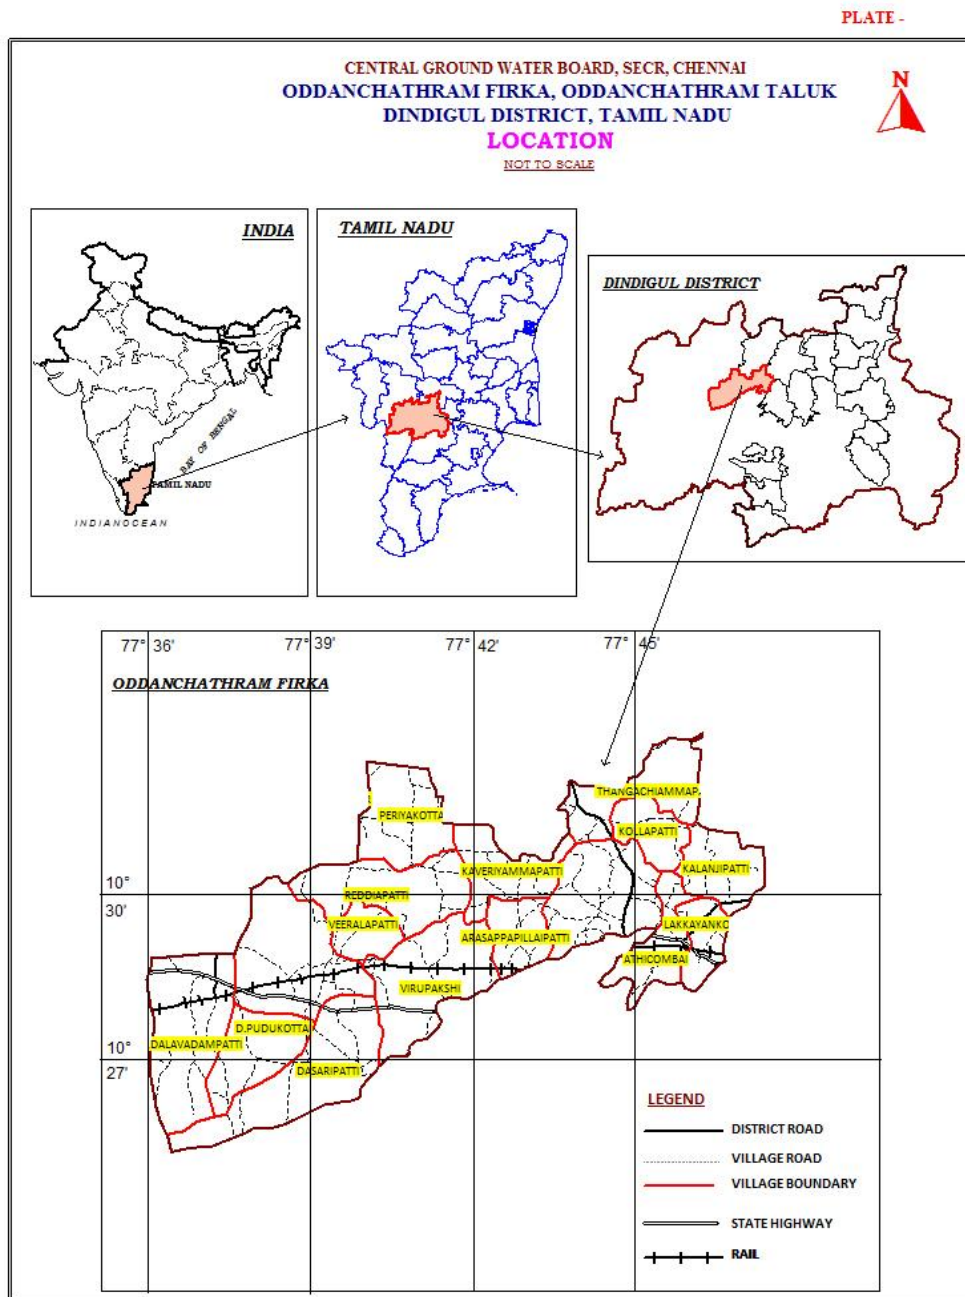 PLATE -
CENTRAL GROUND WATER BOARD, SECR, CHENNAI
ODDANCHATHRAM FIRKA, ODDANCHATHRAM TALUK
DINDIGUL DISTRICT, TAMIL NADU
LOCATION
NOT TO SCALE
N
INDIA
BAY OF BENGAL
TAMIL NADU
INDIANOCEAN
TAMIL NADU
DINDIGUL DISTRICT
77° 36'
77° 39'
77° 42'
77° 45'
ODDANCHATHRAM FIRKA
THANGACHIAMMAP
PERIYAKOTTA
KOLLAPATTI
KAVERIYAMMAPATTI
KALANJIPATTI
10°
30'
REDDIAPATTI
VEERALAPATTI
LAKKAYANKO
ARASAPPAPILLAIPATTI
ATHICOMBAI
VIRUPAKSHI
D.PUDUKOTTA
DALAVADAMPATTI
10°
27'
DASARIPATTI
LEGEND
DISTRICT ROAD
VILLAGE ROAD
VILLAGE BOUNDARY
STATE HIGHWAY
RAIL